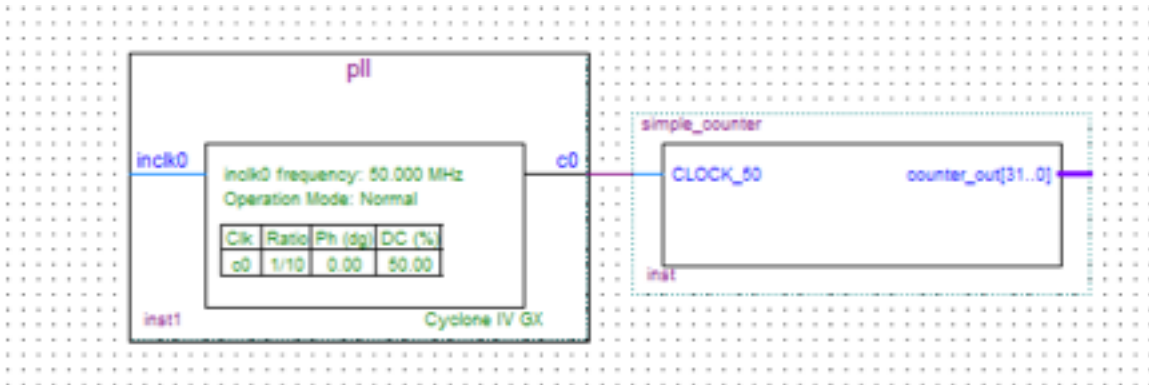 pll
inclk0
c0
inclk0 frequency: 50.000 MHz
Operation Mode: Normal
Clk Ratio Ph (dg) DC (%)
c0 1/10 0.00 50.00
inst1
Cyclone IV GX
simple_counter
CLOCK_50
counter_out[31..0]
inst